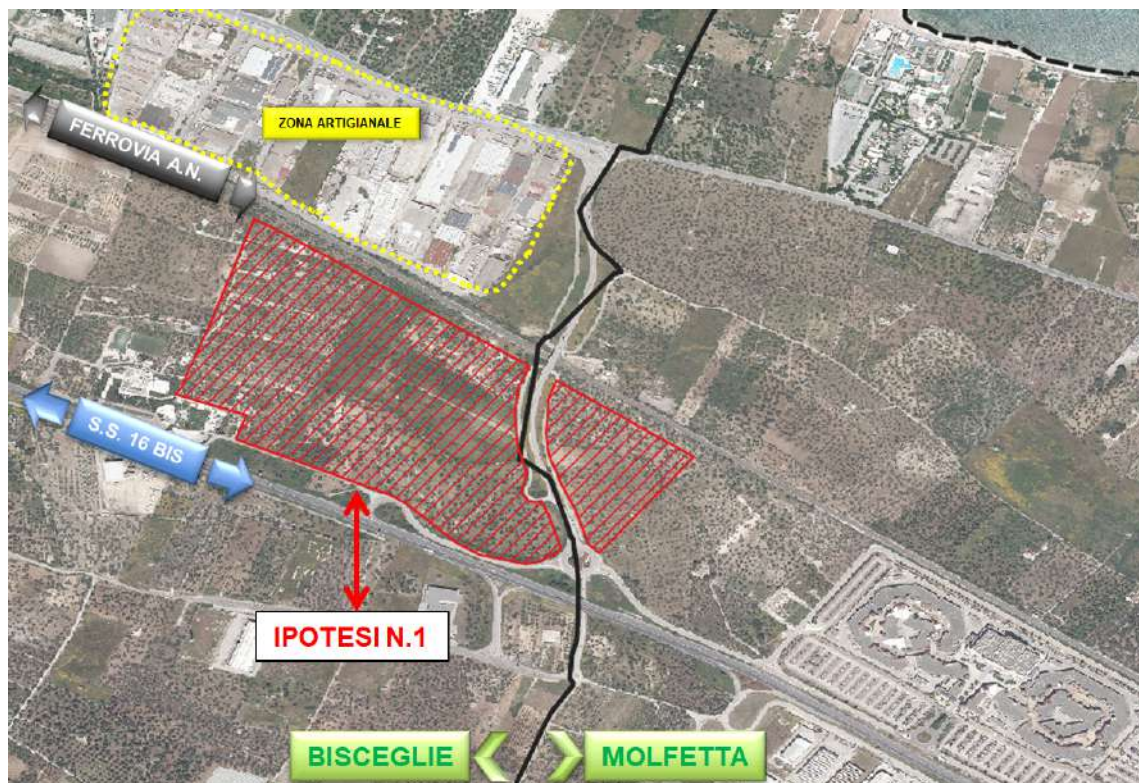 ZONA ARTIGIANALE
FERROVIA A.N.
S.S. 16 BIS
IPOTESI N.1
BISCEGLIE
MOLFETTA